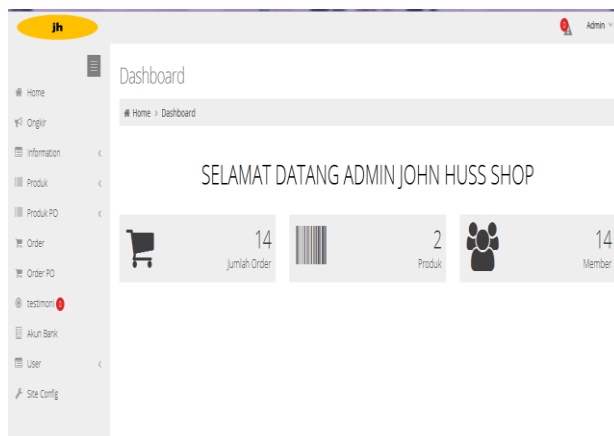 jh
Admin
Dashboard
Home > Dashboard
Home
Ongkir
Information
Produk
Produk PO
Order
Order PO
testimoni 0
Akun Bank
User
Site Config
SELAMAT DATANG ADMIN JOHN HUSS SHOP
14
Jumlah Order
2
Produk
14
Member